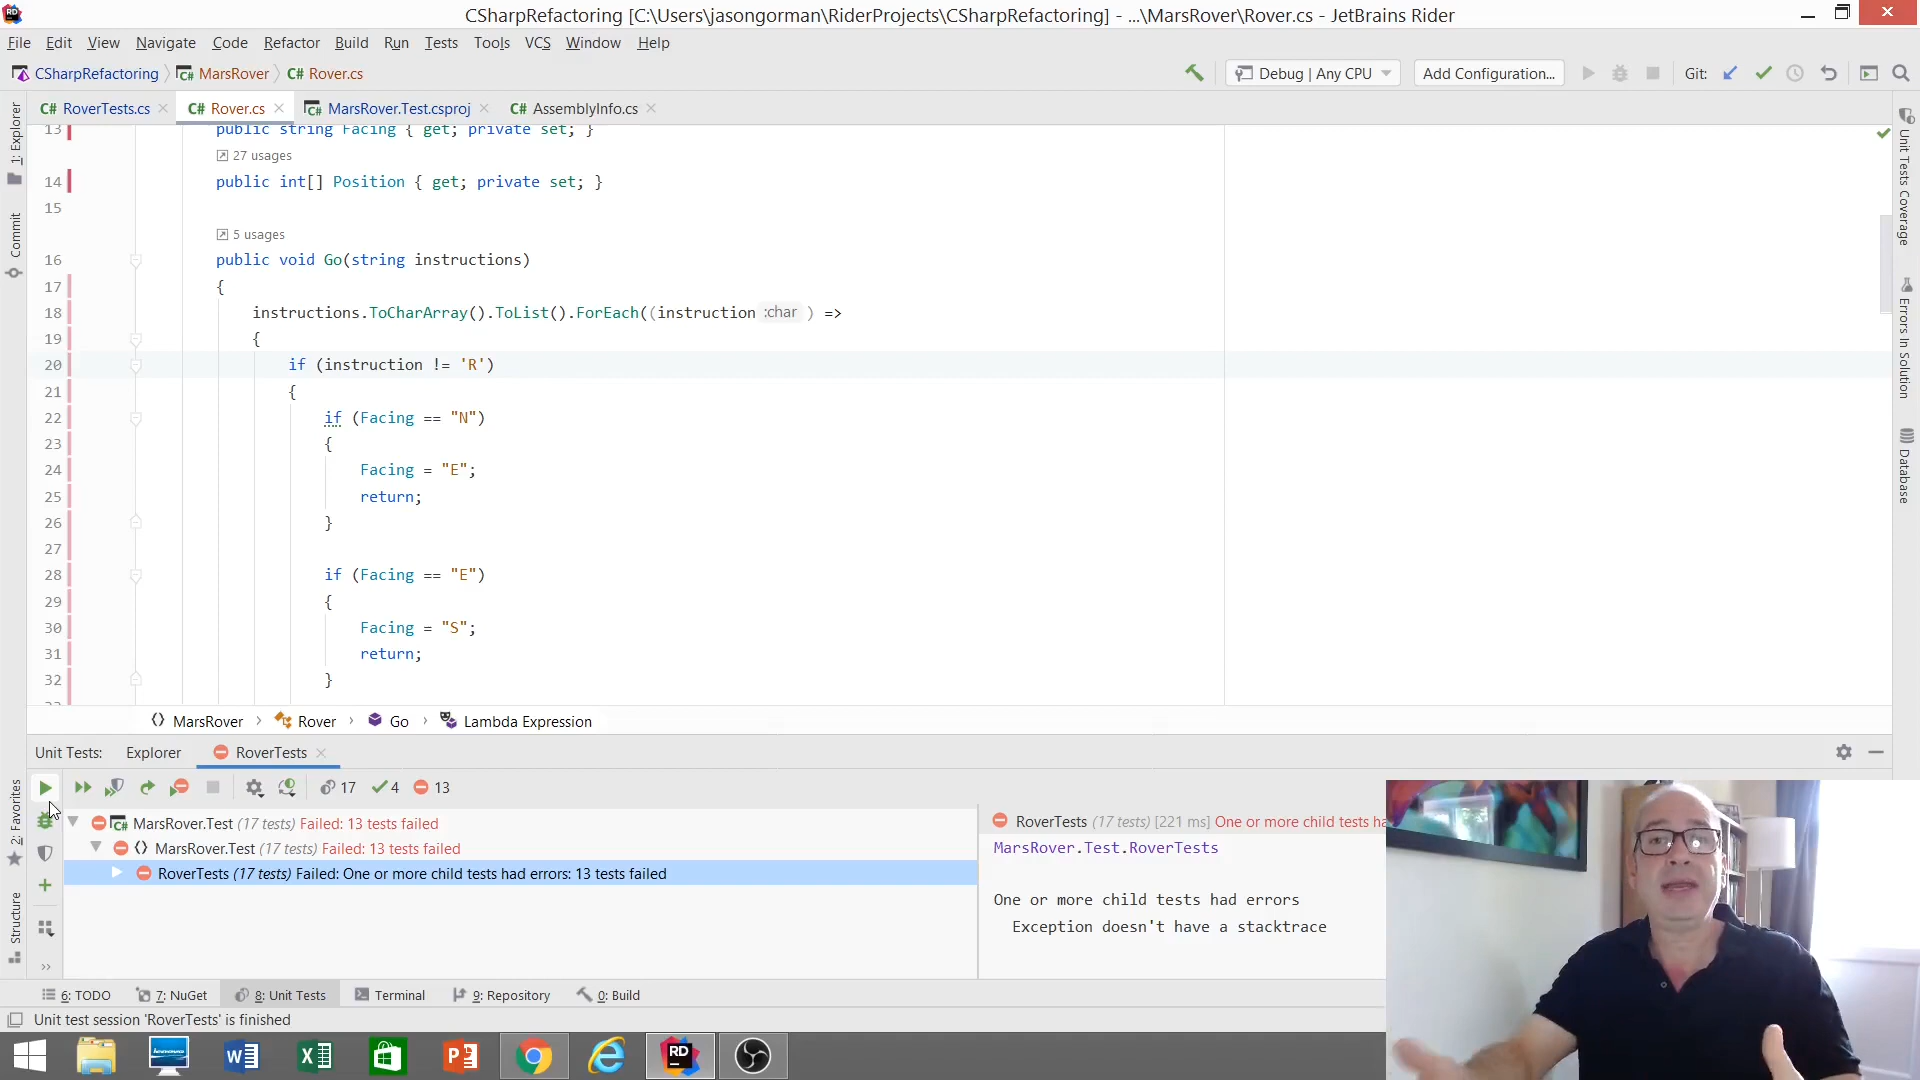 CSharpRefactoring [C:\Users\jasongorman\RiderProjects\CSharpRefactoring] - ...\MarsRover\Rover.cs - JetBrains Rider
File Edit View Navigate Code Refactor Build Run Tests Tools VCS Window Help
CSharpRefactoring MarsRover C# Rover.cs Debug | Any CPU Add Configuration... Git:
C# RoverTests.cs C# Rover.cs MarsRover.Test.csproj C# AssemblyInfo.cs
1: Explorer
Commit
2: Favorites
Structure
13 public string Facing { get; private set; }
27 usages
14 public int[] Position { get; private set; }
15
5 usages
16 public void Go(string instructions)
17 {
18 instructions.ToCharArray().ToList().ForEach((instruction :char ) =>
19 {
20 if (instruction != 'R')
21 {
22 if (Facing == "N")
23 {
24 Facing = "E";
25 return;
26 }
27
28 if (Facing == "E")
29 {
30 Facing = "S";
31 return;
32 }
Unit Tests Coverage
Errors In Solution
Database
MarsRover Rover Go Lambda Expression
Unit Tests: Explorer RoverTests
17 4 13
MarsRover.Test (17 tests) Failed: 13 tests failed
MarsRover.Test (17 tests) Failed: 13 tests failed
RoverTests (17 tests) Failed: One or more child tests had errors: 13 tests failed
RoverTests (17 tests) [221 ms] One or more child tests ha
MarsRover.Test.RoverTests
One or more child tests had errors
Exception doesn't have a stacktrace
6: TODO 7: NuGet 8: Unit Tests Terminal 9: Repository 0: Build
Unit test session 'RoverTests' is finished